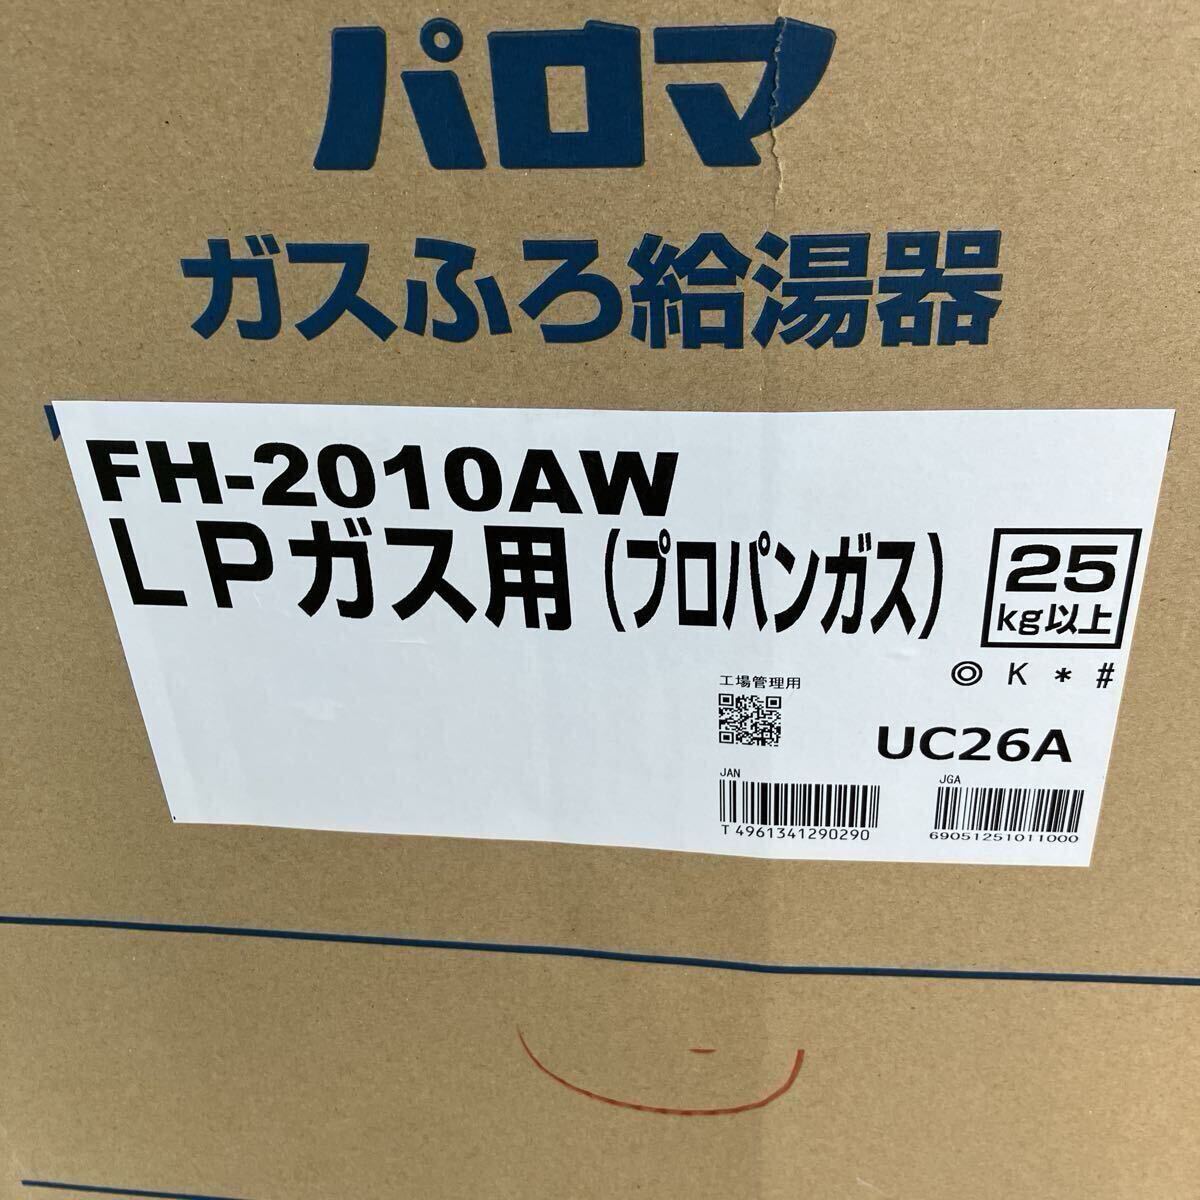 パロマ
ガスふろ給湯器
FH-2010AW
LPガス用(プロパンガス)
25
kg以上
◎ K * #
工場管理用
UC26A
JAN
JGA
T 4961341290290
69051251011000